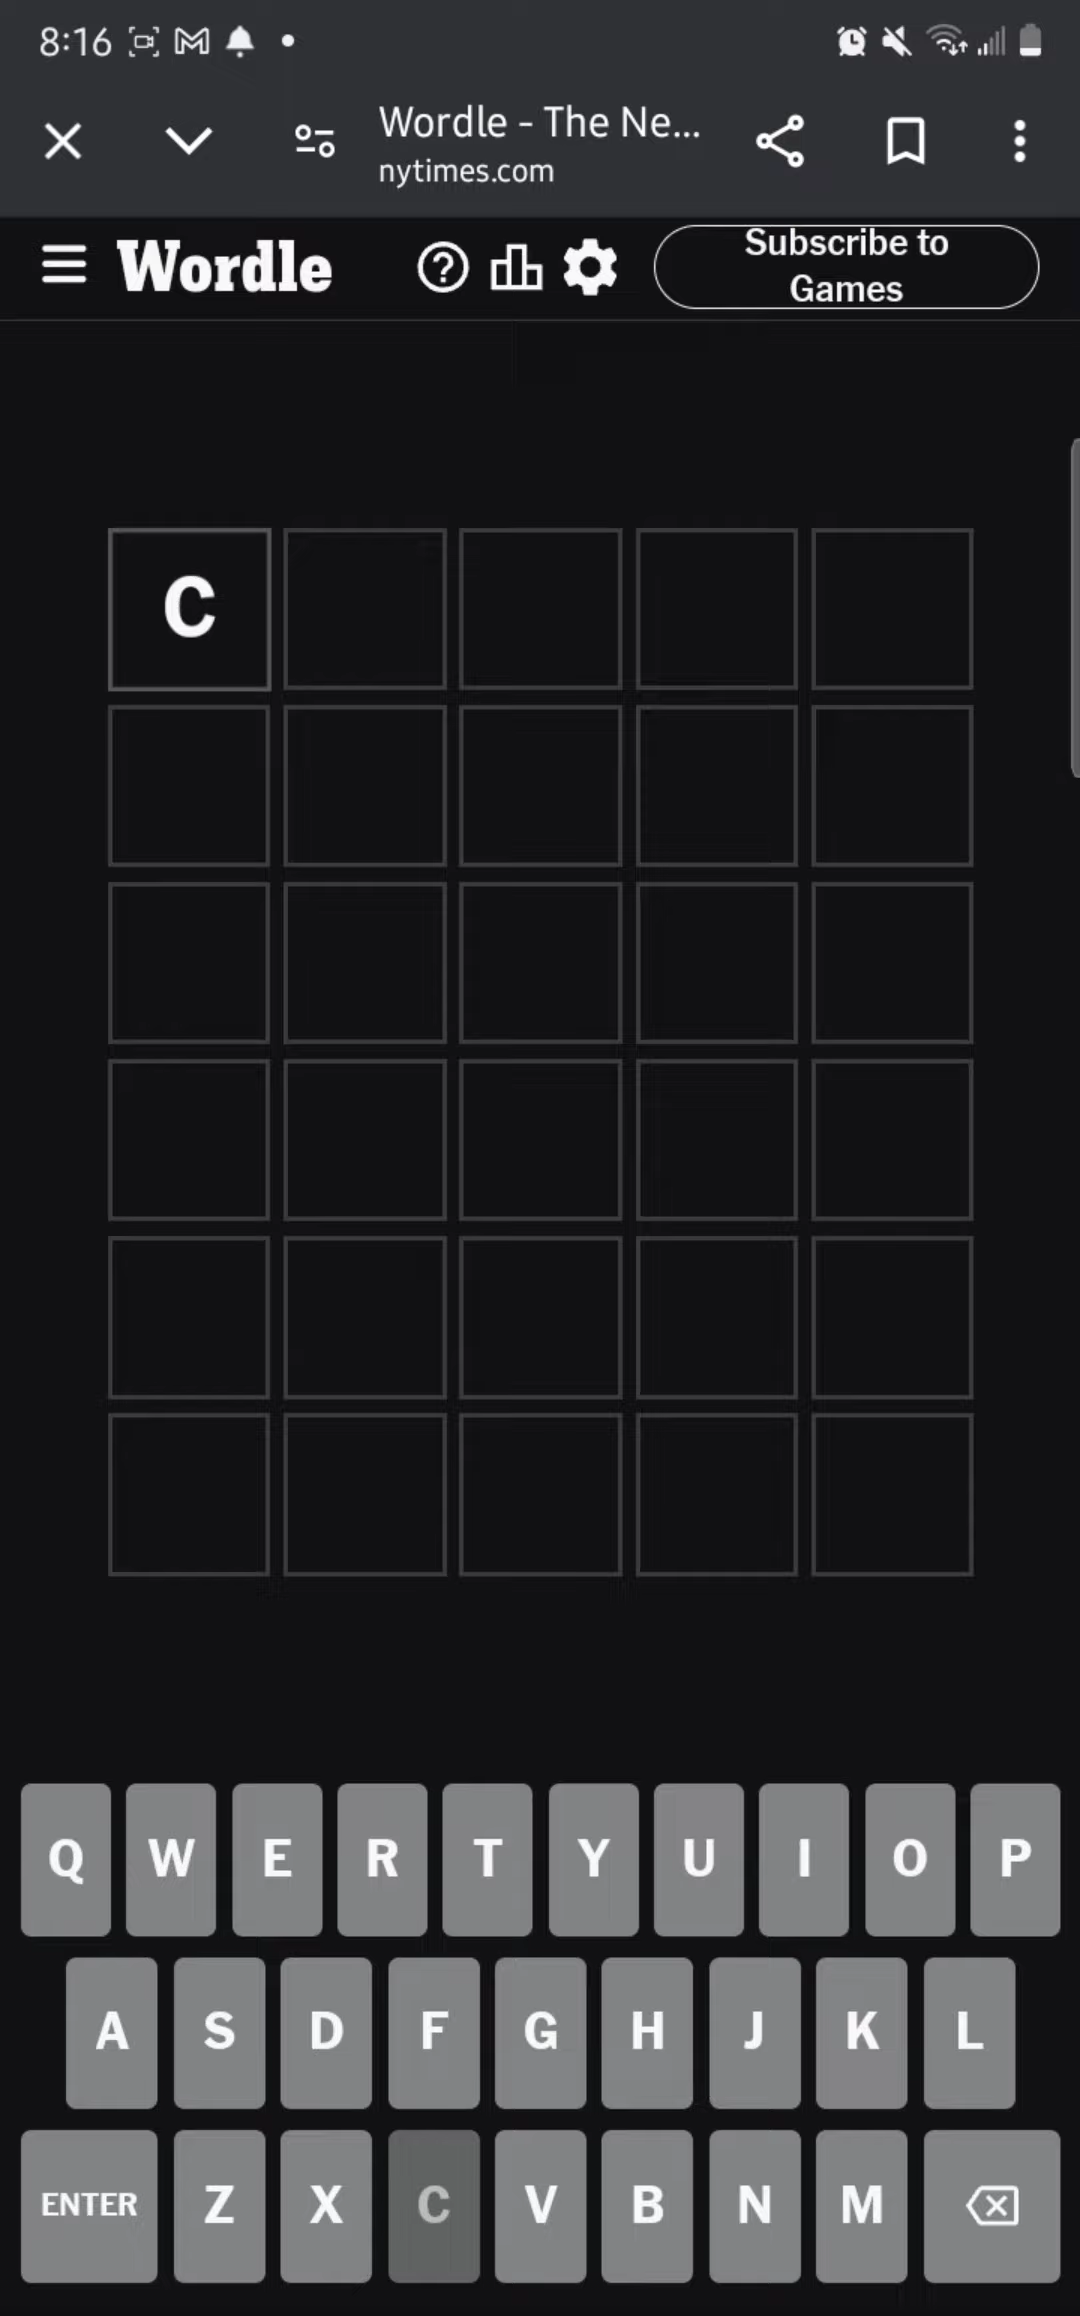 8:16
Wordle - The Ne...
nytimes.com
Wordle
Subscribe to
Games
C
Q W E R T Y U I O P
A S D F G H J K L
ENTER Z X C V B N M